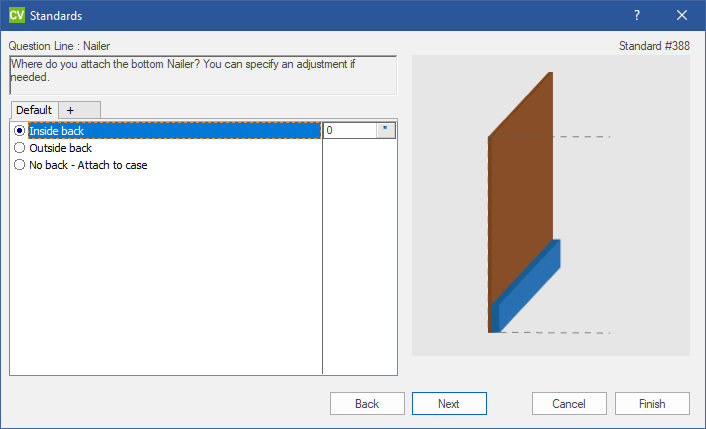 CV Standards ? ×
Question Line : Nailer Standard #388
Where do you attach the bottom Nailer? You can specify an adjustment if
needed.
Default +
Inside back 0 "
Outside back
No back - Attach to case
Back Next Cancel Finish